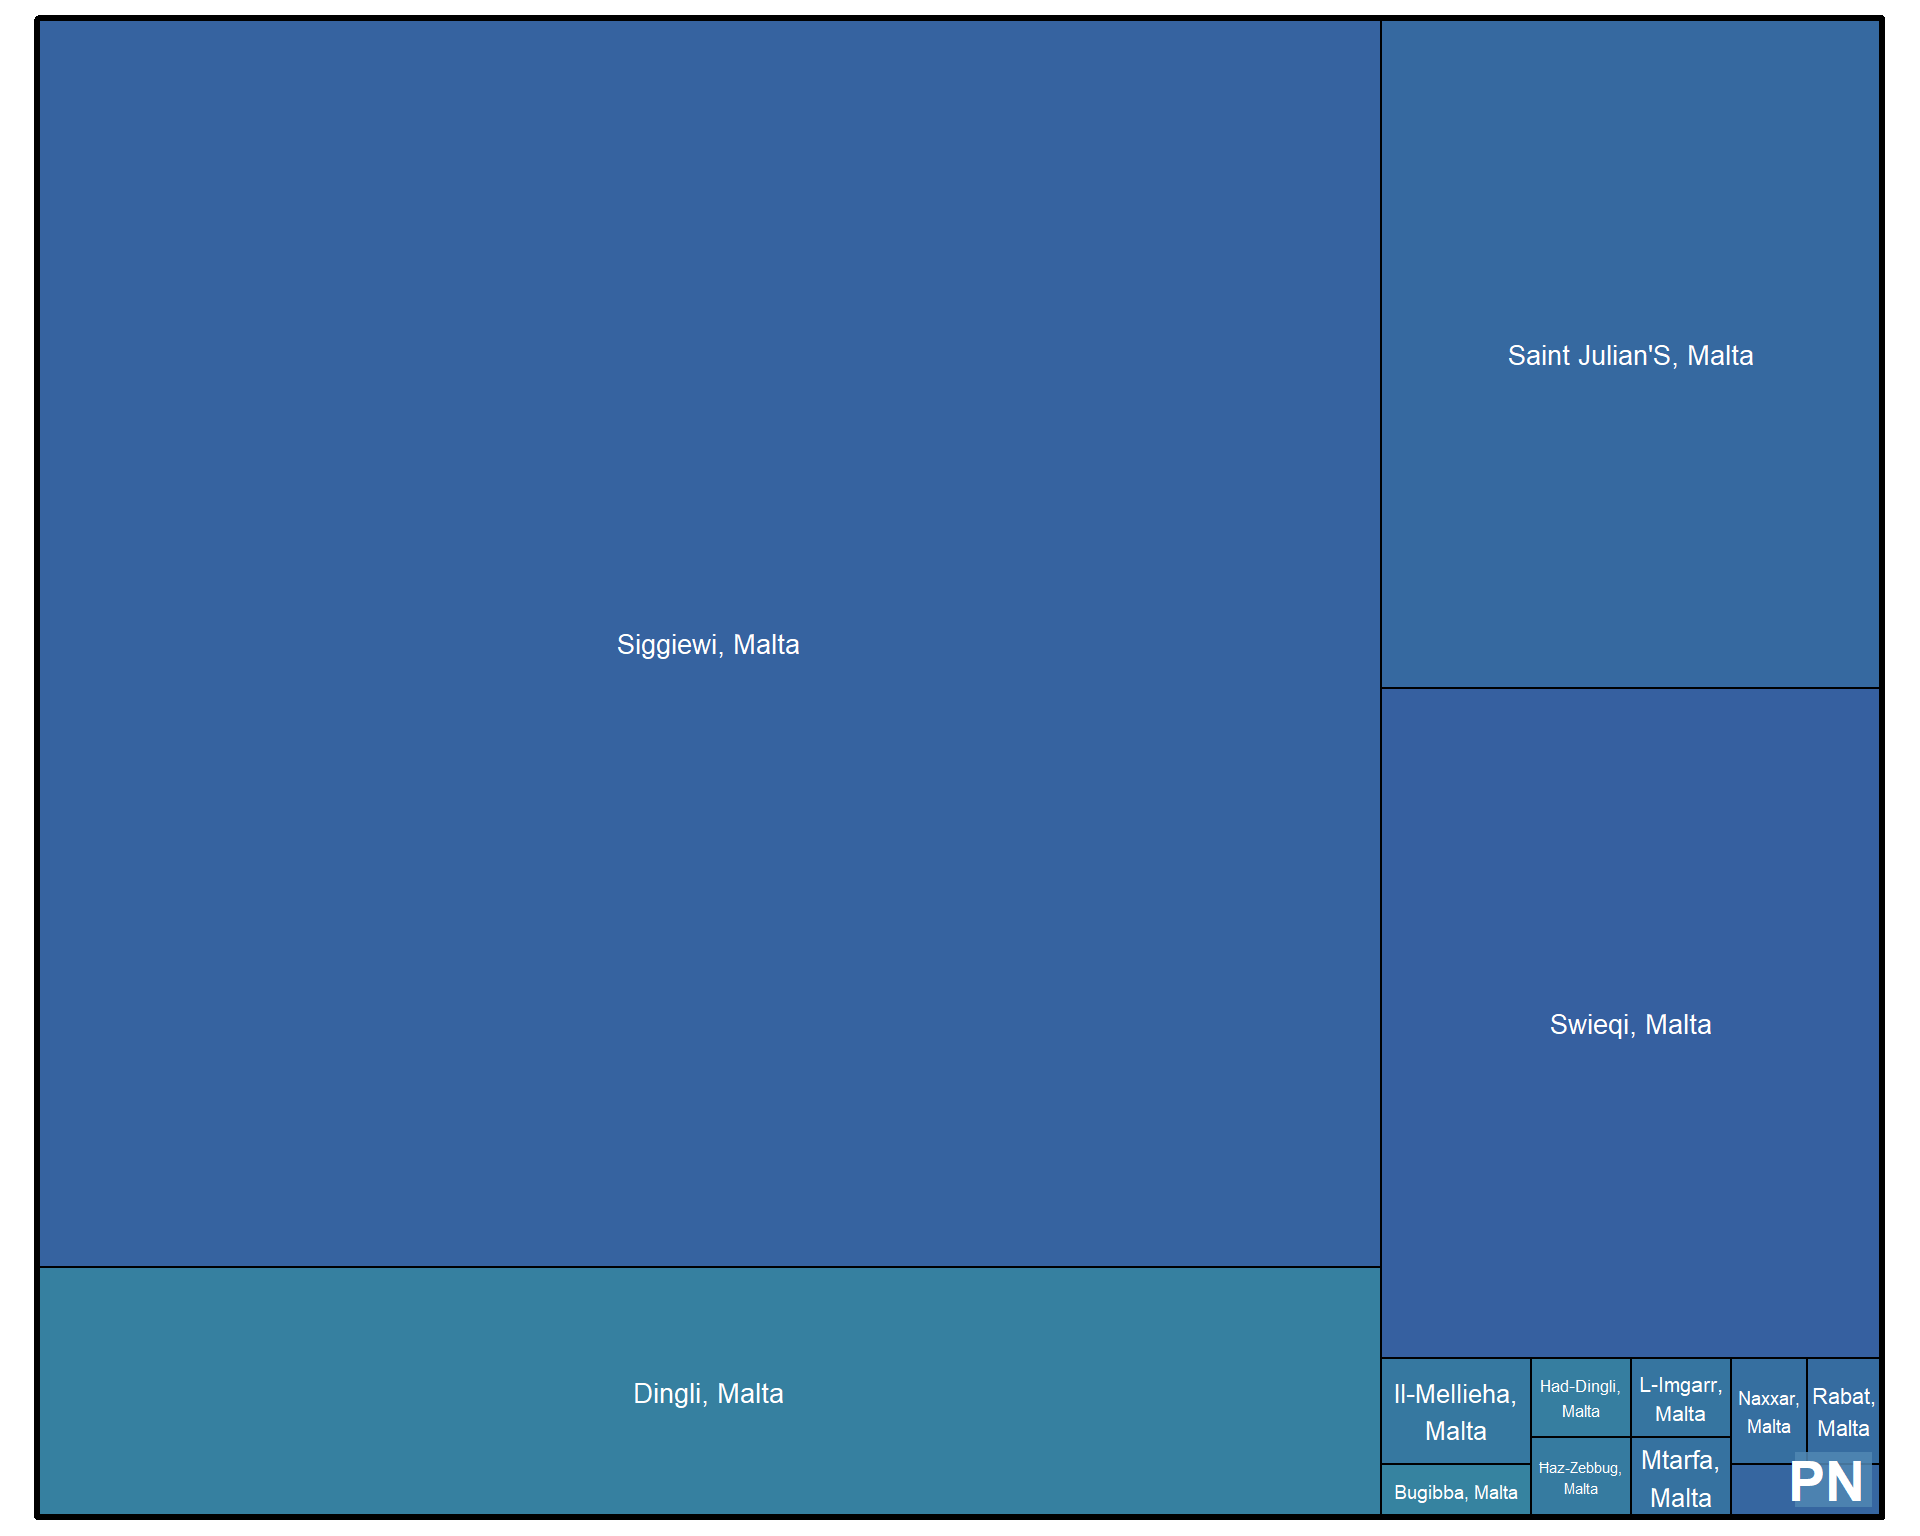 Siggiewi, Malta
Saint Julian'S, Malta
Swieqi, Malta
Dingli, Malta
Il-Mellieha,
Malta
Bugibba, Malta
Had-Dingli,
Malta
Ħaz-Zebbug,
Malta
L-Imgarr,
Malta
Mtarfa,
Malta
Naxxar,
Malta
Rabat,
Malta
PN